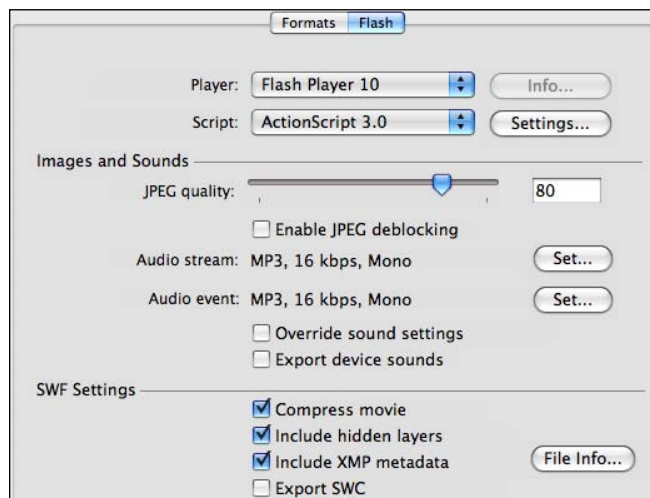 Formats Flash
Player: Flash Player 10 Info...
Script: ActionScript 3.0 Settings...
Images and Sounds
JPEG quality: 80
Enable JPEG deblocking
Audio stream: MP3, 16 kbps, Mono Set...
Audio event: MP3, 16 kbps, Mono Set...
Override sound settings
Export device sounds
SWF Settings
Compress movie
Include hidden layers
Include XMP metadata File Info...
Export SWC